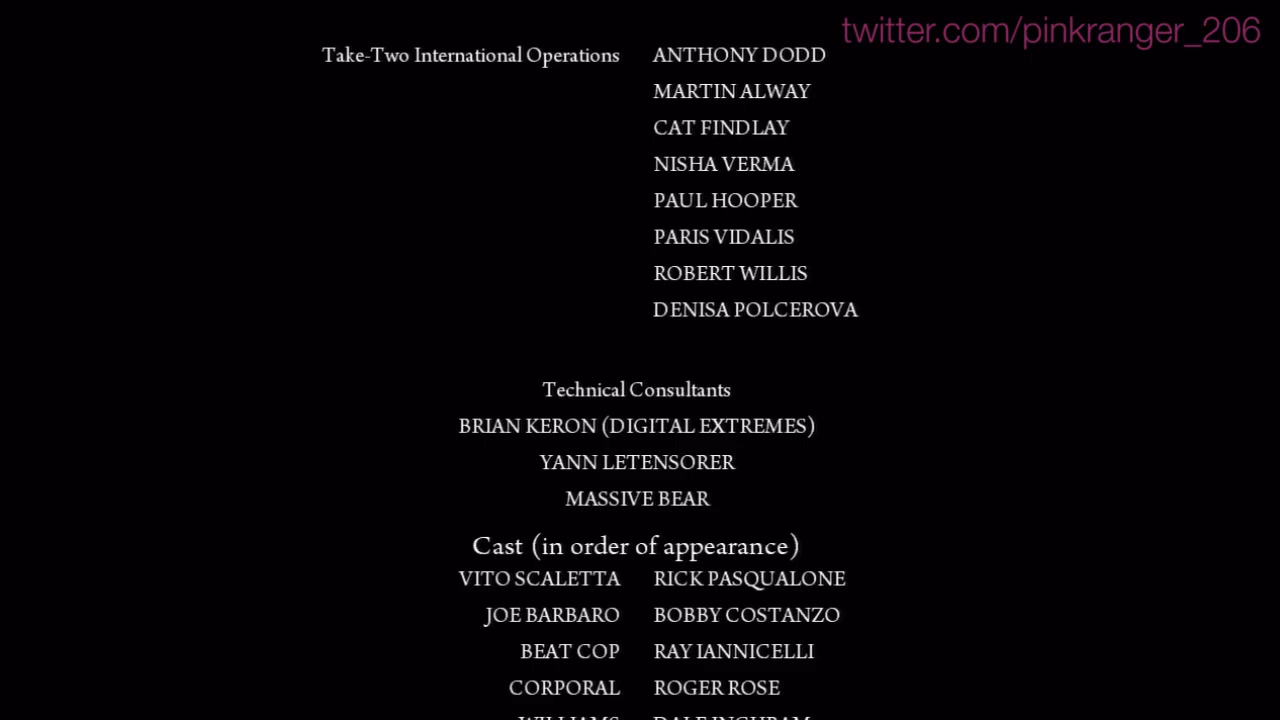 twitter.com/pinkranger_206
Take-Two International Operations ANTHONY DODD
MARTIN ALWAY
CAT FINDLAY
NISHA VERMA
PAUL HOOPER
PARIS VIDALIS
ROBERT WILLIS
DENISA POLCEROVA
Technical Consultants
BRIAN KERON (DIGITAL EXTREMES)
YANN LETENSORER
MASSIVE BEAR
Cast (in order of appearance)
VITO SCALETTA RICK PASQUALONE
JOE BARBARO BOBBY COSTANZO
BEAT COP RAY IANNICELLI
CORPORAL ROGER ROSE